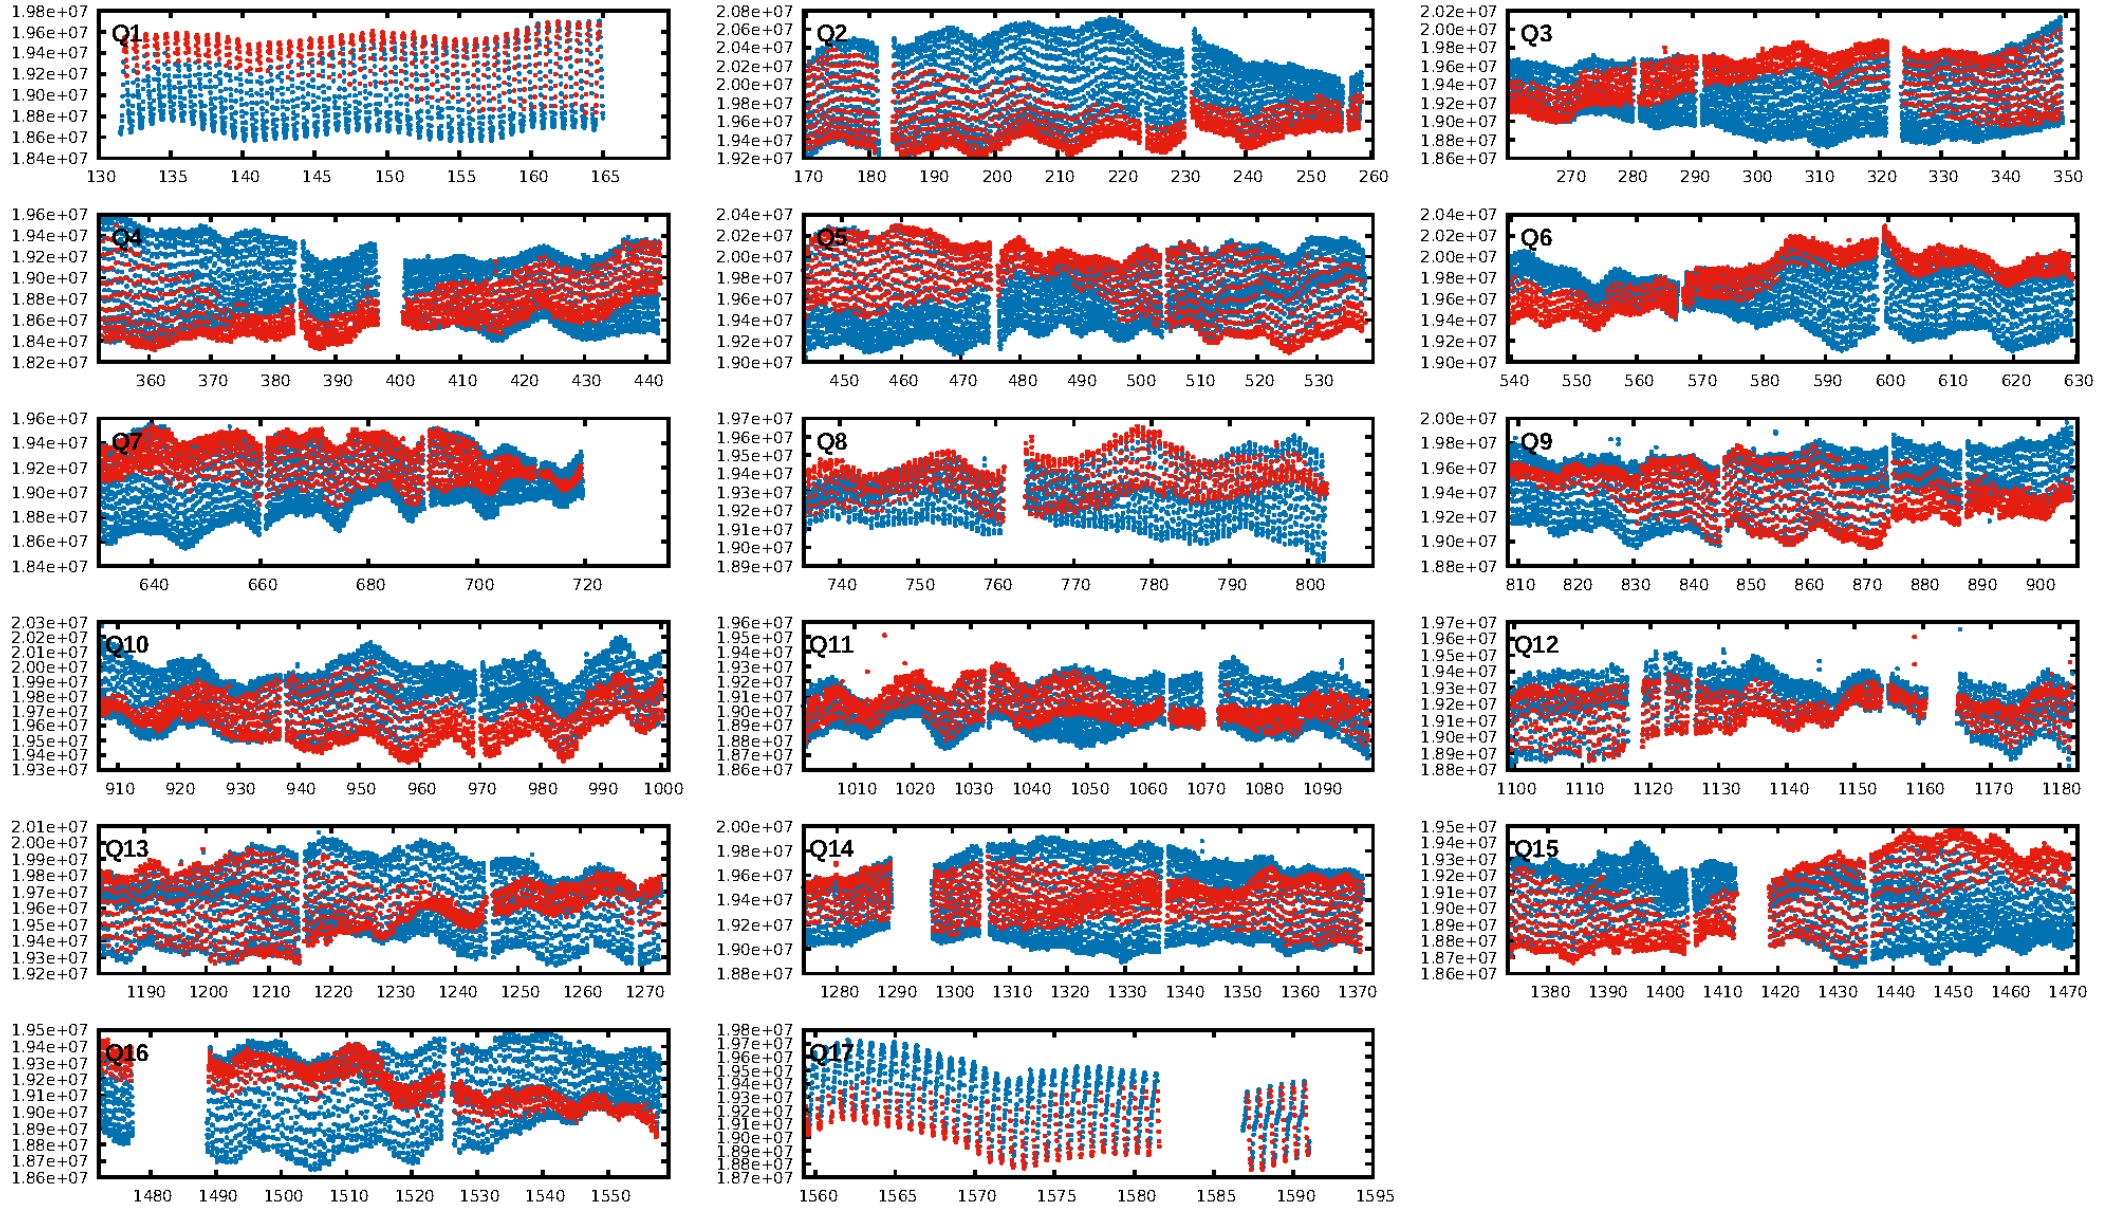 1.98e+07
1.96e+07
1.94e+07
1.92e+07
1.90e+07
1.88e+07
1.86e+07
1.84e+07
Q1
130 135 140 145 150 155 160 165
2.08e+07
2.06e+07
2.04e+07
2.02e+07
2.00e+07
1.98e+07
1.96e+07
1.94e+07
1.92e+07
Q2
170 180 190 200 210 220 230 240 250 260
2.02e+07
2.00e+07
1.98e+07
1.96e+07
1.94e+07
1.92e+07
1.90e+07
1.88e+07
1.86e+07
Q3
270 280 290 300 310 320 330 340 350
1.96e+07
1.94e+07
1.92e+07
1.90e+07
1.88e+07
1.86e+07
1.84e+07
1.82e+07
Q4
360 370 380 390 400 410 420 430 440
2.04e+07
2.02e+07
2.00e+07
1.98e+07
1.96e+07
1.94e+07
1.92e+07
1.90e+07
Q5
450 460 470 480 490 500 510 520 530
2.04e+07
2.02e+07
2.00e+07
1.98e+07
1.96e+07
1.94e+07
1.92e+07
1.90e+07
Q6
540 550 560 570 580 590 600 610 620 630
1.96e+07
1.94e+07
1.92e+07
1.90e+07
1.88e+07
1.86e+07
1.84e+07
Q7
640 660 680 700 720
1.97e+07
1.96e+07
1.95e+07
1.94e+07
1.93e+07
1.92e+07
1.91e+07
1.90e+07
1.89e+07
Q8
740 750 760 770 780 790 800
2.00e+07
1.98e+07
1.96e+07
1.94e+07
1.92e+07
1.90e+07
1.88e+07
Q9
810 820 830 840 850 860 870 880 890 900
2.03e+07
2.02e+07
2.01e+07
2.00e+07
1.99e+07
1.98e+07
1.97e+07
1.96e+07
1.95e+07
1.94e+07
1.93e+07
Q10
910 920 930 940 950 960 970 980 990 1000
1.96e+07
1.95e+07
1.94e+07
1.93e+07
1.92e+07
1.91e+07
1.90e+07
1.89e+07
1.88e+07
1.87e+07
1.86e+07
Q11
1010 1020 1030 1040 1050 1060 1070 1080 1090
1.97e+07
1.96e+07
1.95e+07
1.94e+07
1.93e+07
1.92e+07
1.91e+07
1.90e+07
1.89e+07
1.88e+07
Q12
1100 1110 1120 1130 1140 1150 1160 1170 1180
2.01e+07
2.00e+07
1.99e+07
1.98e+07
1.97e+07
1.96e+07
1.95e+07
1.94e+07
1.93e+07
1.92e+07
Q13
1190 1200 1210 1220 1230 1240 1250 1260 1270
2.00e+07
1.98e+07
1.96e+07
1.94e+07
1.92e+07
1.90e+07
1.88e+07
Q14
1280 1290 1300 1310 1320 1330 1340 1350 1360 1370
1.95e+07
1.94e+07
1.93e+07
1.92e+07
1.91e+07
1.90e+07
1.89e+07
1.88e+07
1.87e+07
1.86e+07
Q15
1380 1390 1400 1410 1420 1430 1440 1450 1460 1470
1.95e+07
1.94e+07
1.93e+07
1.92e+07
1.91e+07
1.90e+07
1.89e+07
1.88e+07
1.87e+07
1.86e+07
Q16
1480 1490 1500 1510 1520 1530 1540 1550
1.98e+07
1.97e+07
1.96e+07
1.95e+07
1.94e+07
1.93e+07
1.92e+07
1.91e+07
1.90e+07
1.89e+07
1.88e+07
1.87e+07
Q17
1560 1565 1570 1575 1580 1585 1590 1595